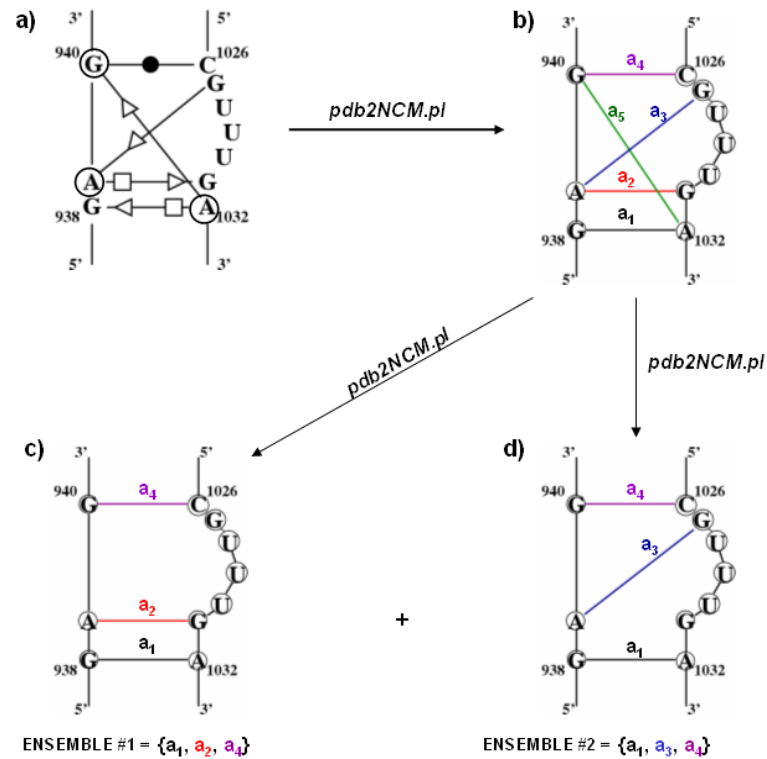 a)
3’ 5’
940 G C 1026
G
U
U
U
A G
938 G A 1032
5’ 3’
pdb2NCM.pl
b)
3’ 5’
940 G a4 C 1026
G
a5 a3 U
U
U
A a2 G
938 G a1 A 1032
5’ 3’
pdb2NCM.pl
pdb2NCM.pl
c)
3’ 5’
940 G a4 C 1026
G
U
U
U
A a2 G
938 G a1 A 1032
5’ 3’
ENSEMBLE #1 = {a1, a2, a4}
+
d)
3’ 5’
940 G a4 C 1026
G
a3 U
U
U
A G
938 G a1 A 1032
5’ 3’
ENSEMBLE #2 = {a1, a3, a4}